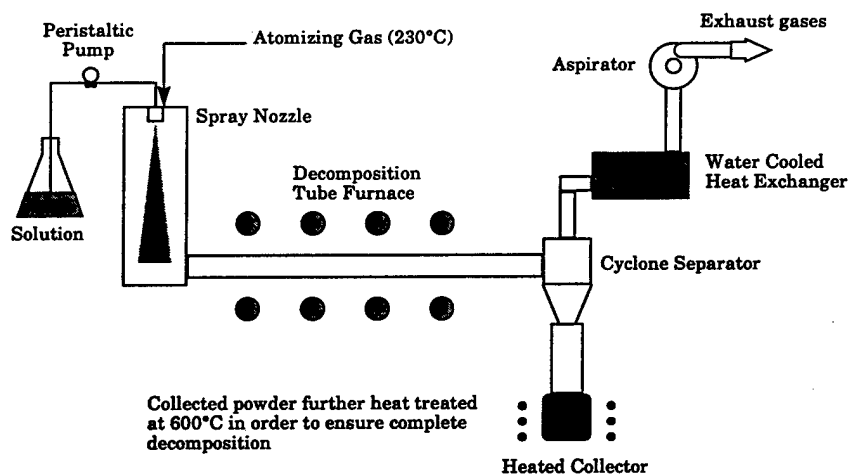 Peristaltic
Pump
Atomizing Gas (230°C)
Exhaust gases
Aspirator
Spray Nozzle
Water Cooled
Heat Exchanger
Decomposition
Tube Furnace
Solution
Cyclone Separator
Collected powder further heat treated
at 600°C in order to ensure complete
decomposition
Heated Collector